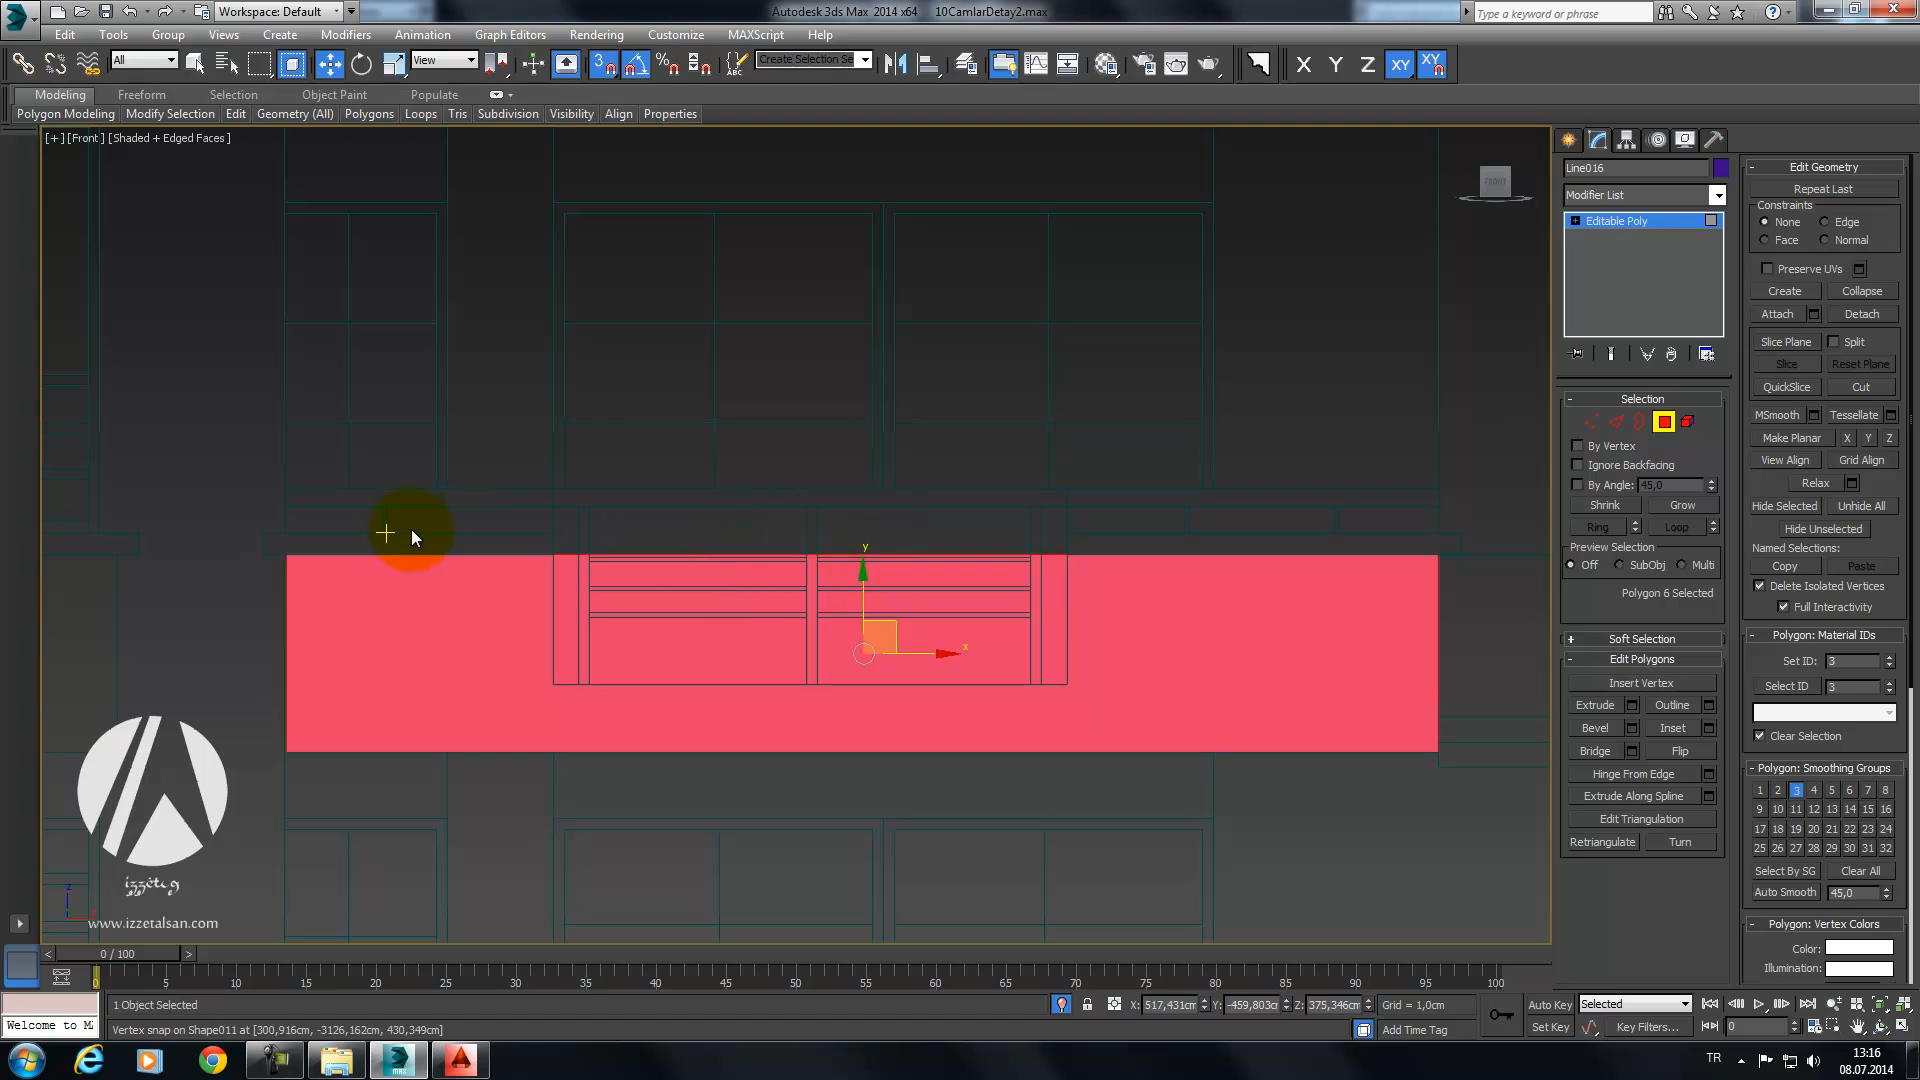 Workspace: Default
Autodesk 3ds Max 2014 x64 10CamlarDetay2.max
Type a keyword or phrase
Edit Tools Group Views Create Modifiers Animation Graph Editors Rendering Customize MAXScript Help
All View Create Selection Se X Y Z XY XY
Modeling Freeform Selection Object Paint Populate
Polygon Modeling Modify Selection Edit Geometry (All) Polygons Loops Tris Subdivision Visibility Align Properties
[+] [Front] [Shaded + Edged Faces]
FRONT
Line016
Modifier List
Editable Poly
Selection
By Vertex
Ignore Backfacing
By Angle: 45,0
Shrink Grow
Ring Loop
Preview Selection
Off SubObj Multi
Polygon 6 Selected
Soft Selection
Edit Polygons
Insert Vertex
Extrude Outline
Bevel Inset
Bridge Flip
Hinge From Edge
Extrude Along Spline
Edit Triangulation
Retriangulate Turn
Edit Geometry
Repeat Last
Constraints
None Edge
Face Normal
Preserve UVs
Create Collapse
Attach Detach
Slice Plane Split
Slice Reset Plane
QuickSlice Cut
MSmooth Tessellate
Make Planar X Y Z
View Align Grid Align
Relax
Hide Selected Unhide All
Hide Unselected
Named Selections:
Copy Paste
Delete Isolated Vertices
Full Interactivity
Polygon: Material IDs
Set ID: 3
Select ID 3
Clear Selection
Polygon: Smoothing Groups
1 2 3 4 5 6 7 8
9 10 11 12 13 14 15 16
17 18 19 20 21 22 23 24
25 26 27 28 29 30 31 32
Select By SG Clear All
Auto Smooth 45,0
Polygon: Vertex Colors
Color:
Illumination:
y
x
z
izzetig
www.izzetalsan.com
0 / 100
0 5 10 15 20 25 30 35 40 45 50 55 60 65 70 75 80 85 90 95 100
1 Object Selected X: 517,431cm Y: -459,803cm Z: 375,346cm Grid = 1,0cm Auto Key Selected
Welcome to M
Vertex snap on Shape011 at [300,916cm, -3126,162cm, 430,349cm] Add Time Tag Set Key Key Filters... 0
TR 13:16
08.07.2014